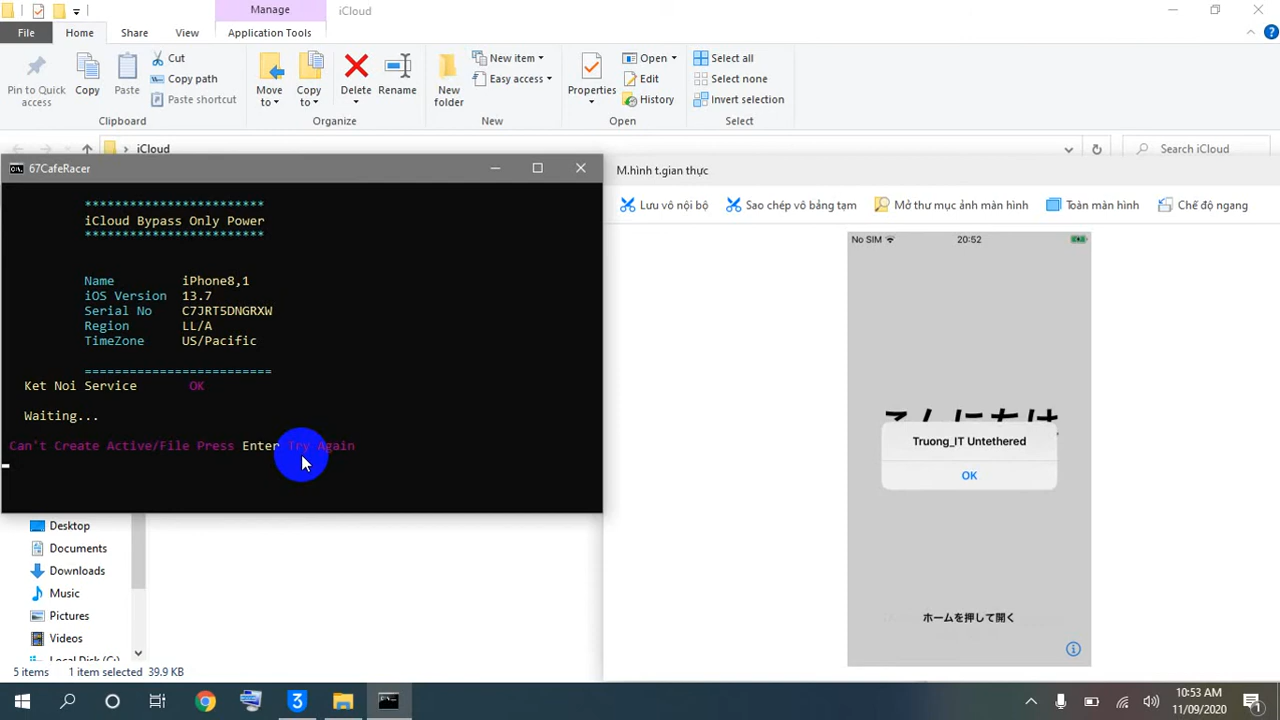 Manage
iCloud
File
Home
Share
View
Application Tools
Pin to Quick
access
Copy
Paste
Cut
Copy path
Paste shortcut
Clipboard
Move
to
Copy
to
Delete
Rename
Organize
New
folder
New item
Easy access
New
Properties
Open
Edit
History
Open
Select all
Select none
Invert selection
Select
iCloud
Search iCloud
67CafeRacer
************************
iCloud Bypass Only Power
************************
Name iPhone8,1
iOS Version 13.7
Serial No C7JRT5DNGRXW
Region LL/A
TimeZone US/Pacific
=========================
Ket Noi Service OK
Waiting...
Can't Create Active/File Press Enter Try Again
M.hình t.gian thực
Lưu vô nội bộ
Sao chép vô bảng tạm
Mở thư mục ảnh màn hình
Toàn màn hình
Chế độ ngang
No SIM
20:52
こんにちは
Truong_IT Untethered
OK
ホームを押して開く
Desktop
Documents
Downloads
Music
Pictures
Videos
Local Disk (C:)
5 items
1 item selected 39.9 KB
10:53 AM
11/09/2020